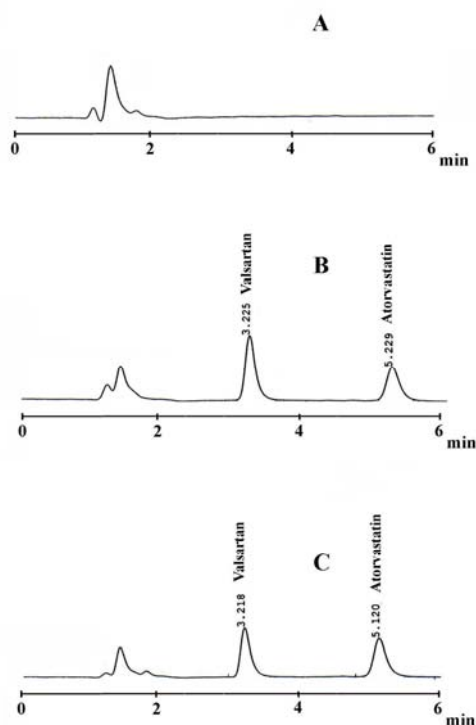 A
0 2 4 6
min
B
3.225 Valsartan
5.229 Atorvastatin
0 2 4 6
min
C
3.218 Valsartan
5.120 Atorvastatin
0 2 4 6
min